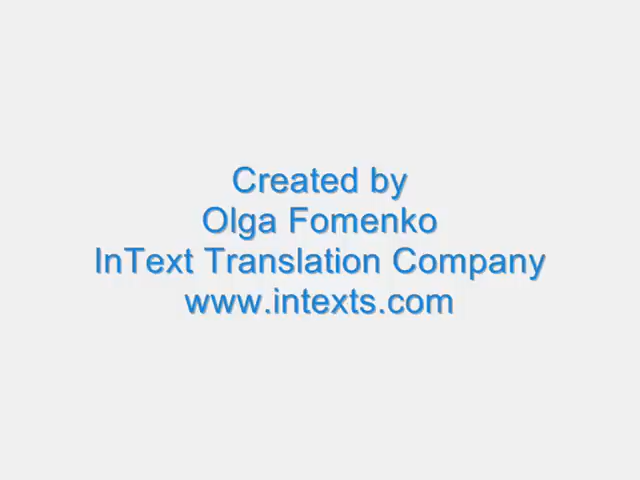 Created by
Olga Fomenko
InText Translation Company
www.intexts.com